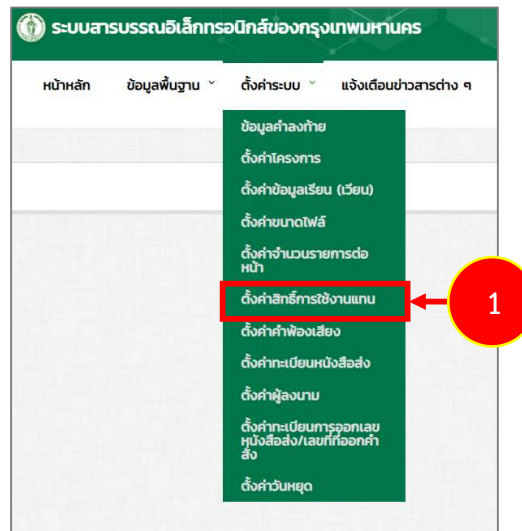 ระบบสารบรรณอิเล็กทรอนิกส์ของกรุงเทพมหานคร
หน้าหลัก ข้อมูลพื้นฐาน ตั้งค่าระบบ แจ้งเตือนข่าวสารต่าง ๆ
ข้อมูลคำลงท้าย
ตั้งค่าโครงการ
ตั้งค่าข้อมูลเรียน (เวียน)
ตั้งค่าขนาดไฟล์
ตั้งค่าจำนวนรายการต่อ
หน้า
ตั้งค่าสิทธิ์การใช้งานแทน
1
ตั้งค่าคำพ้องเสียง
ตั้งค่าทะเบียนหนังสือส่ง
ตั้งค่าผู้ลงนาม
ตั้งค่าทะเบียนการออกเลข
หนังสือส่ง/เลขที่ที่ออกคำ
สั่ง
ตั้งค่าวันหยุด